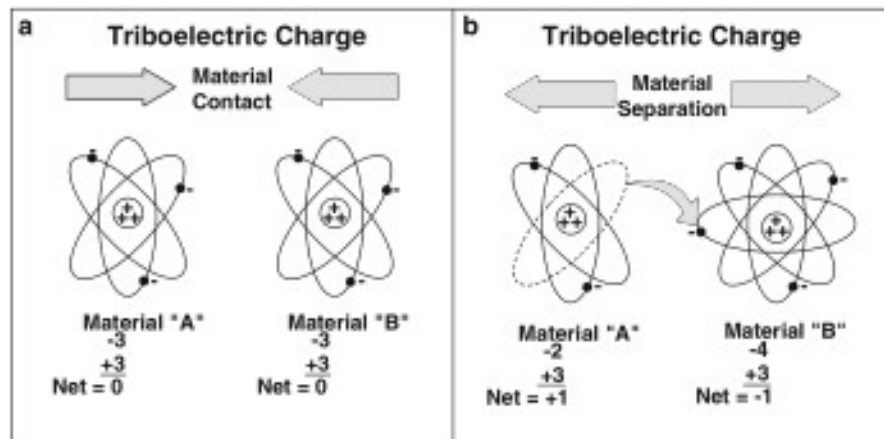 a
Triboelectric Charge
Material
Contact
+
++
+
++
Material "A"
-3
+3
Net = 0
Material "B"
-3
+3
Net = 0
b
Triboelectric Charge
Material
Separation
+
++
+
++
Material "A"
-2
+3
Net = +1
Material "B"
-4
+3
Net = -1